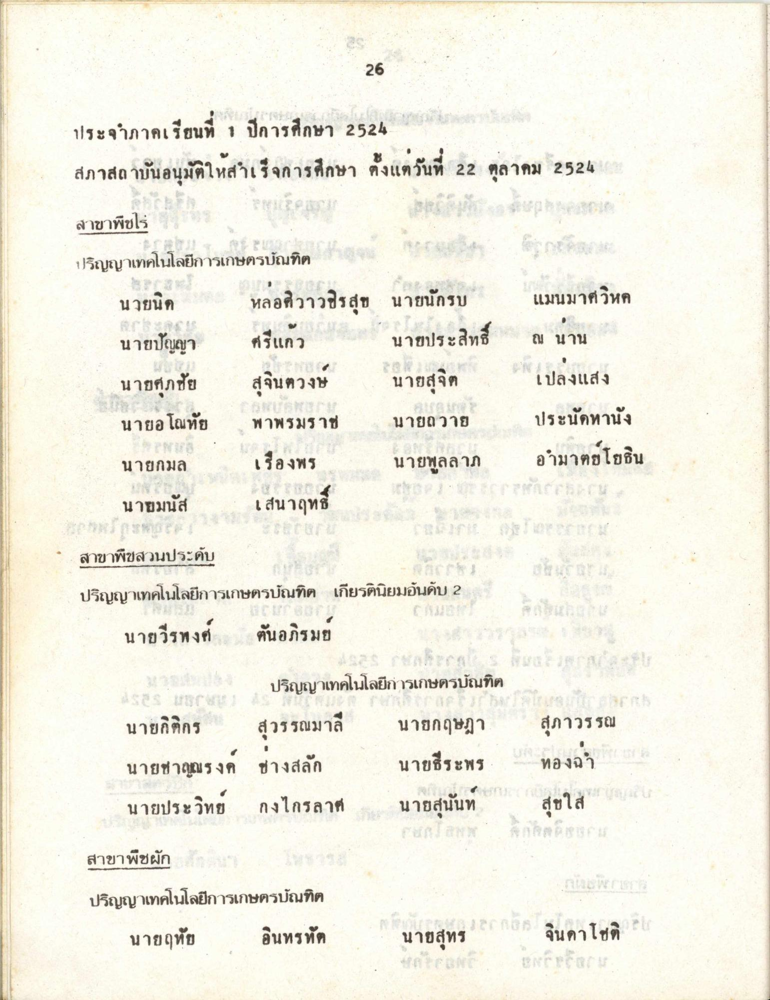 26
ประจำภาคเรียนที่ 1 ปีการศึกษา 2524
สภาสถาบันอนุมัติให้สำเร็จการศึกษา ตั้งแต่วันที่ 22 ตุลาคม 2524
สาขาพืชไร่
ปริญญาเทคโนโลยีการเกษตรบัณฑิต
นายนิด หล่อศิวาวชิรสุข นายนักรบ แมนมาศวิหค
นายปัญญา ศรีแก้ว นายประสิทธิ์ ณ น่าน
นายศุภชัย สุจินตวงษ์ นายสุจิต เปล่งแสง
นายอโณทัย พาพรมราช นายถวาย ประนัดทานัง
นายกมล เรืองพร นายพูลลาภ อำมาตย์โยธิน
นายมนัส เสนาฤทธิ์
สาขาพืชสวนประดับ
ปริญญาเทคโนโลยีการเกษตรบัณฑิต เกียรตินิยมอันดับ 2
นายวีรพงศ์ ตันอภิรมย์
ปริญญาเทคโนโลยีการเกษตรบัณฑิต
นายกิติกร สุวรรณมาลี นายกฤษฎา สุภาวรรณ
นายชาญณรงค์ ช่างสลัก นายธีระพร ทองฉ่ำ
นายประวิทย์ กงไกรลาศ นายสุนันท์ สุขใส
สาขาพืชผัก
ปริญญาเทคโนโลยีการเกษตรบัณฑิต
นายฤทัย อินทรทัต นายสุทร จินดาโชติ